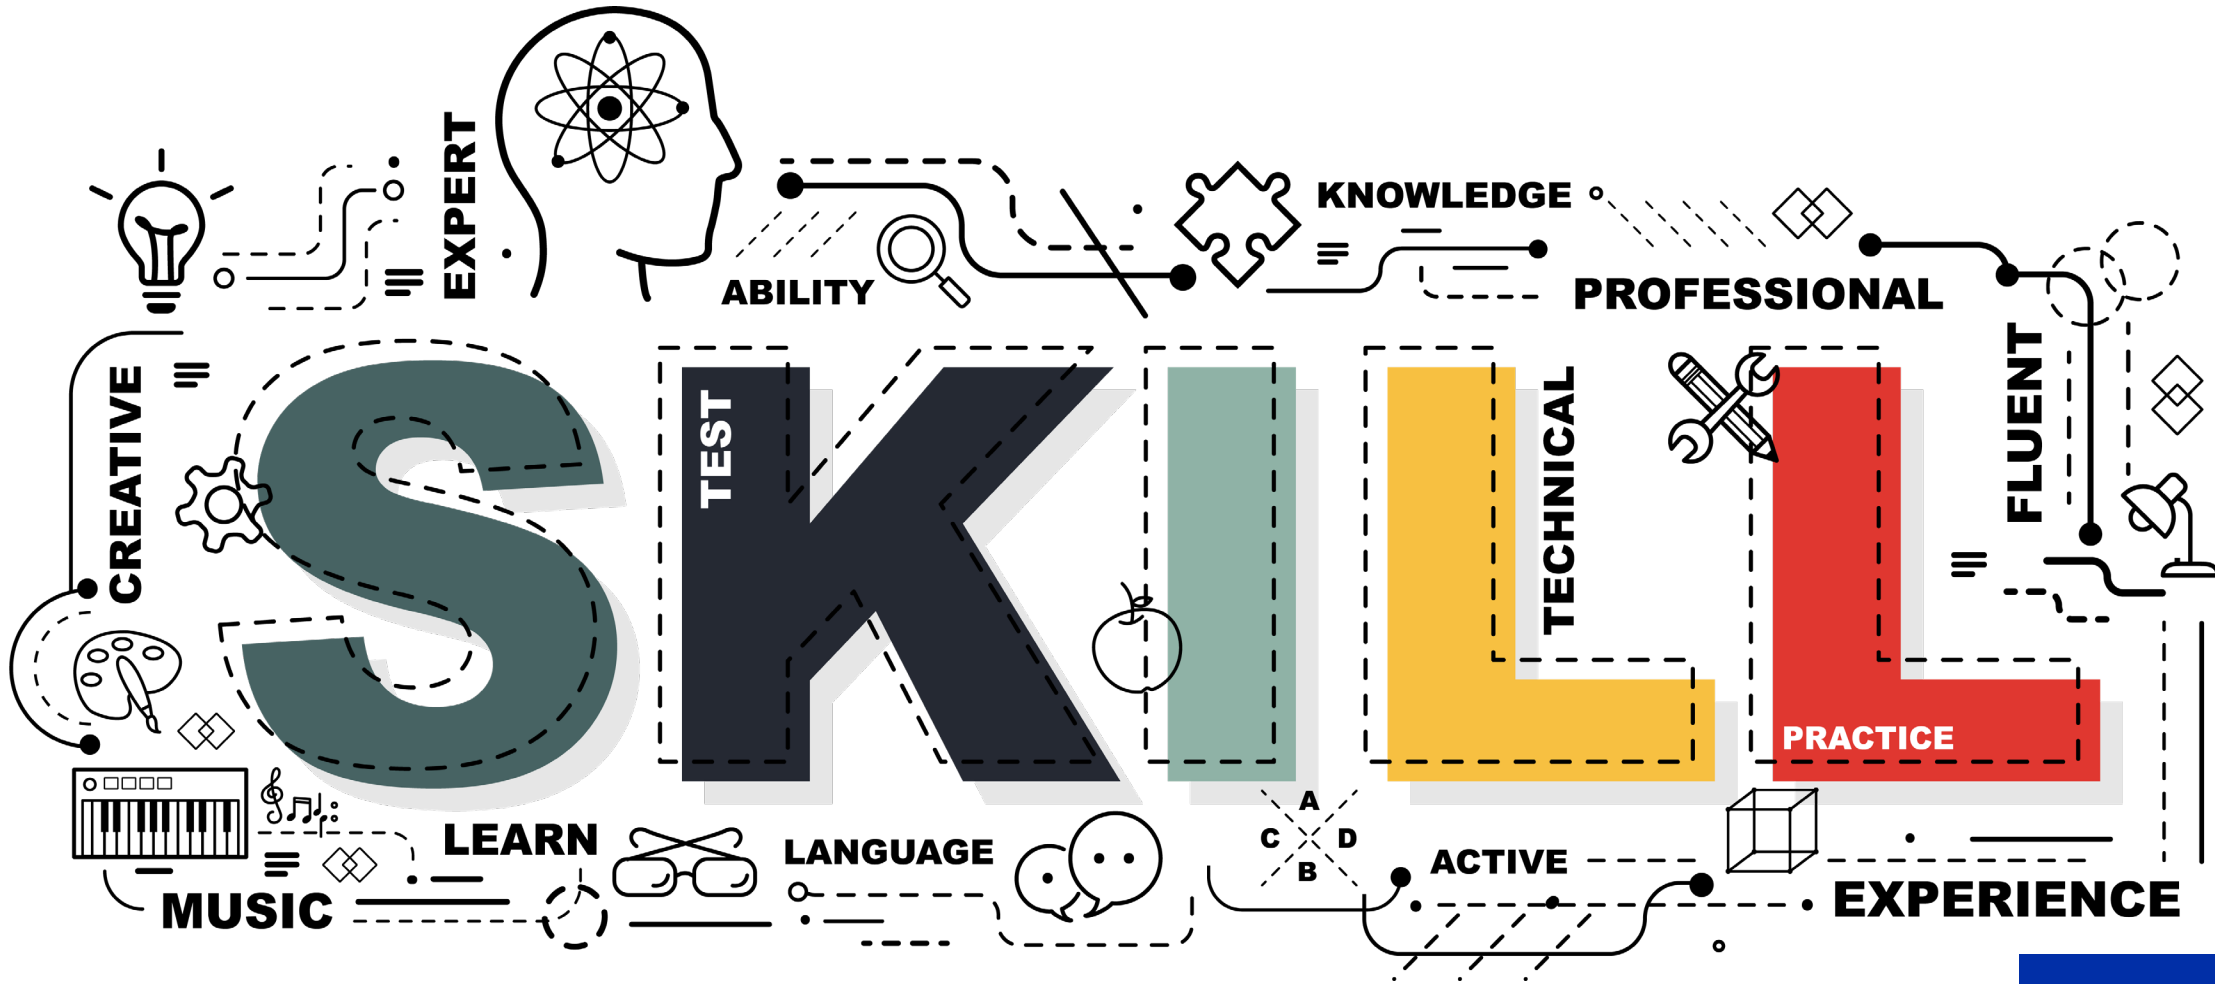 EXPERT
KNOWLEDGE
ABILITY
PROFESSIONAL
CREATIVE
SKILL
TEST
TECHNICAL
FLUENT
PRACTICE
A
C D
B
LEARN
LANGUAGE
ACTIVE
MUSIC
EXPERIENCE